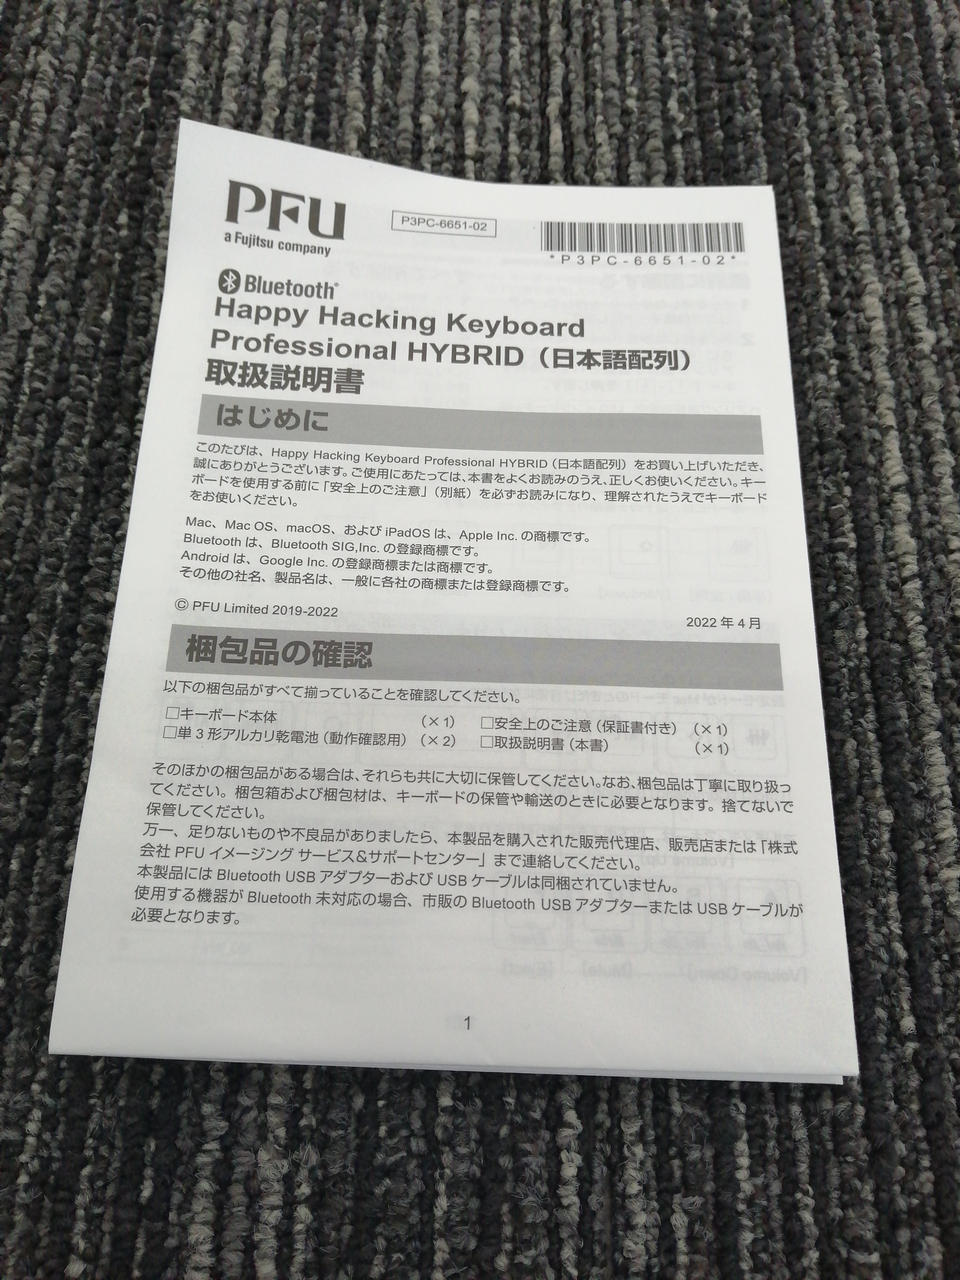 PFU
a Fujitsu company
P3PC-6651-02
*P3PC-6651-02*
Bluetooth®
Happy Hacking Keyboard
Professional HYBRID（日本語配列）
取扱説明書
はじめに
このたびは、Happy Hacking Keyboard Professional HYBRID（日本語配列）をお買い上げいただき、
誠にありがとうございます。ご使用にあたっては、本書をよくお読みのうえ、正しくお使いください。キー
ボードを使用する前に「安全上のご注意」（別紙）を必ずお読みになり、理解されたうえでキーボード
をお使いください。
Mac、Mac OS、macOS、および iPadOS は、Apple Inc. の商標です。
Bluetooth は、Bluetooth SIG,Inc. の登録商標です。
Android は、Google Inc. の登録商標または商標です。
その他の社名、製品名は、一般に各社の商標または登録商標です。
© PFU Limited 2019-2022
2022 年 4 月
梱包品の確認
以下の梱包品がすべて揃っていることを確認してください。
□キーボード本体 （× 1） □安全上のご注意（保証書付き） （× 1）
□単 3 形アルカリ乾電池（動作確認用） （× 2） □取扱説明書（本書） （× 1）
そのほかの梱包品がある場合は、それらも共に大切に保管してください。なお、梱包品は丁寧に取り扱っ
てください。梱包箱および梱包材は、キーボードの保管や輸送のときに必要となります。捨てないで
保管してください。
万一、足りないものや不良品がありましたら、本製品を購入された販売代理店、販売店または「株式
会社 PFU イメージング サービス&サポートセンター」まで連絡してください。
本製品には Bluetooth USB アダプターおよび USB ケーブルは同梱されていません。
使用する機器が Bluetooth 未対応の場合、市販の Bluetooth USB アダプターまたは USB ケーブルが
必要となります。
1